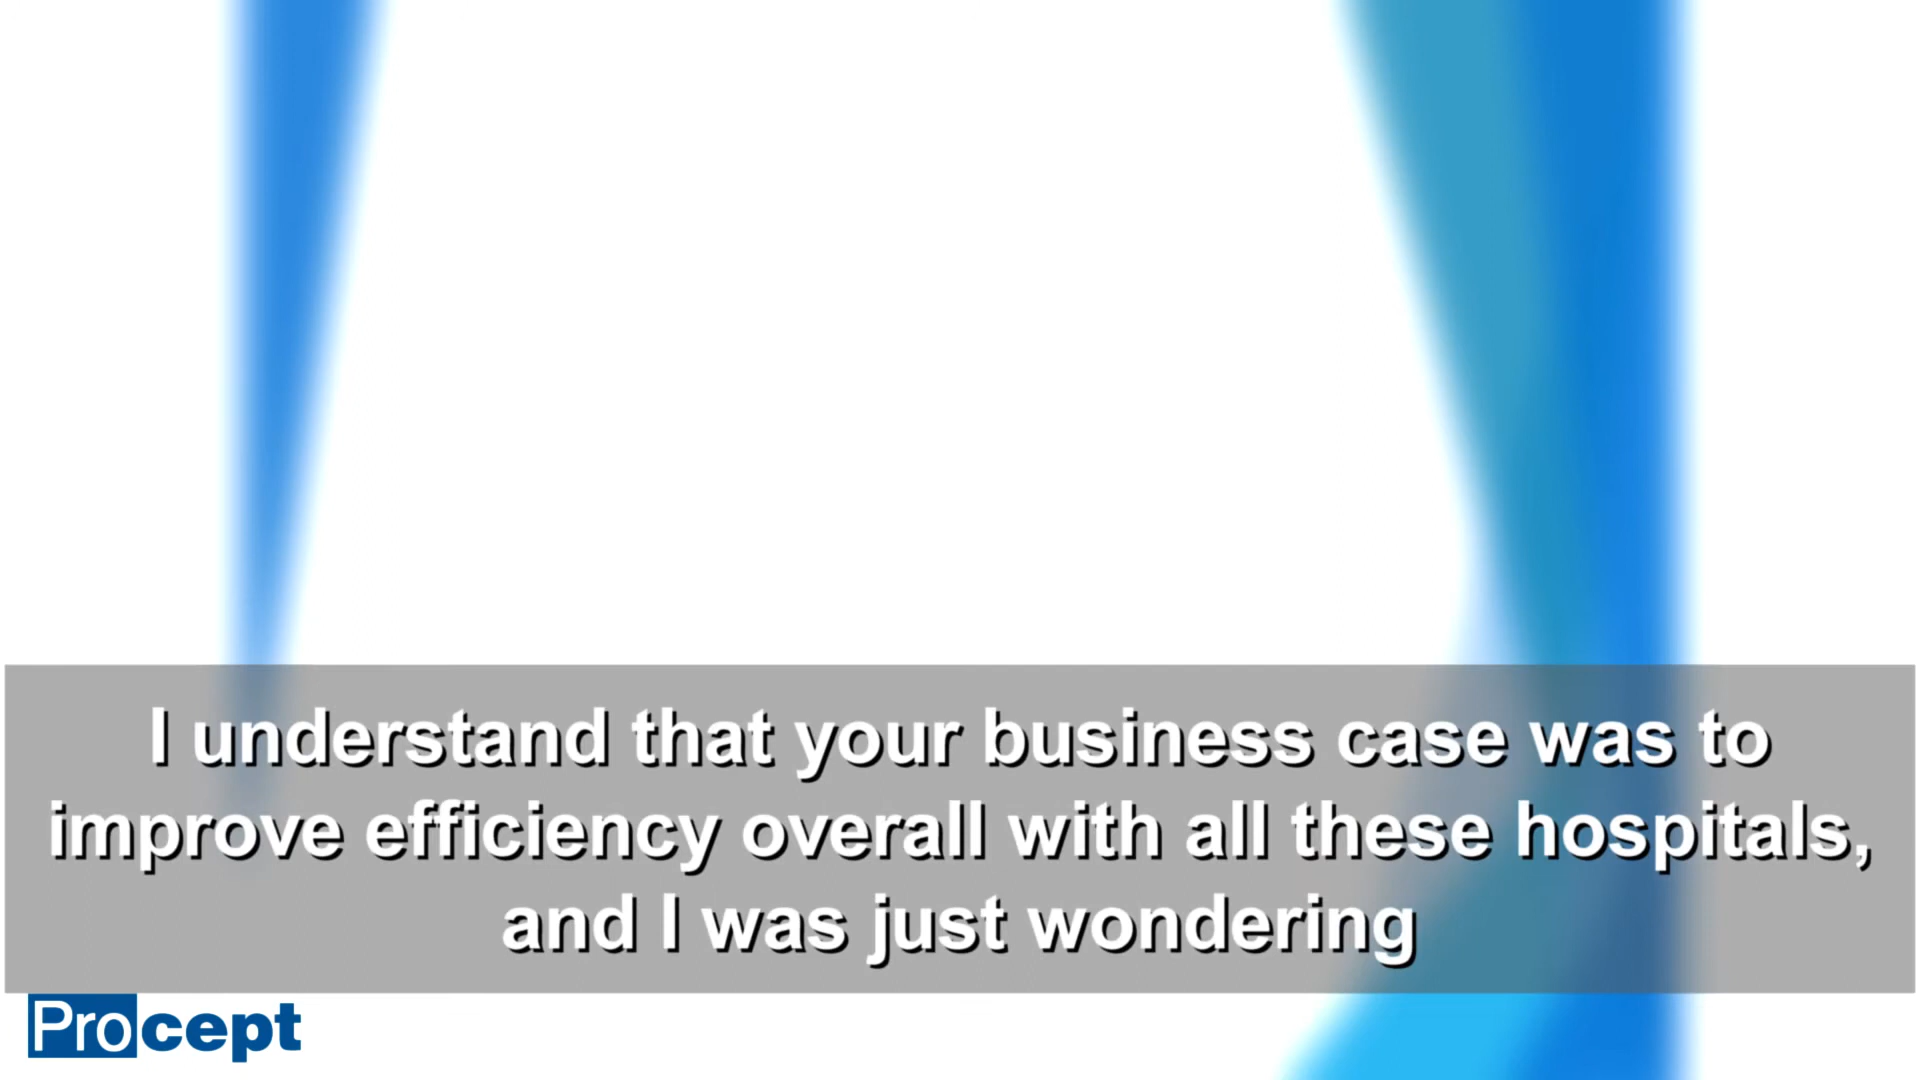 I understand that your business case was to
improve efficiency overall with all these hospitals,
and I was just wondering
Procept